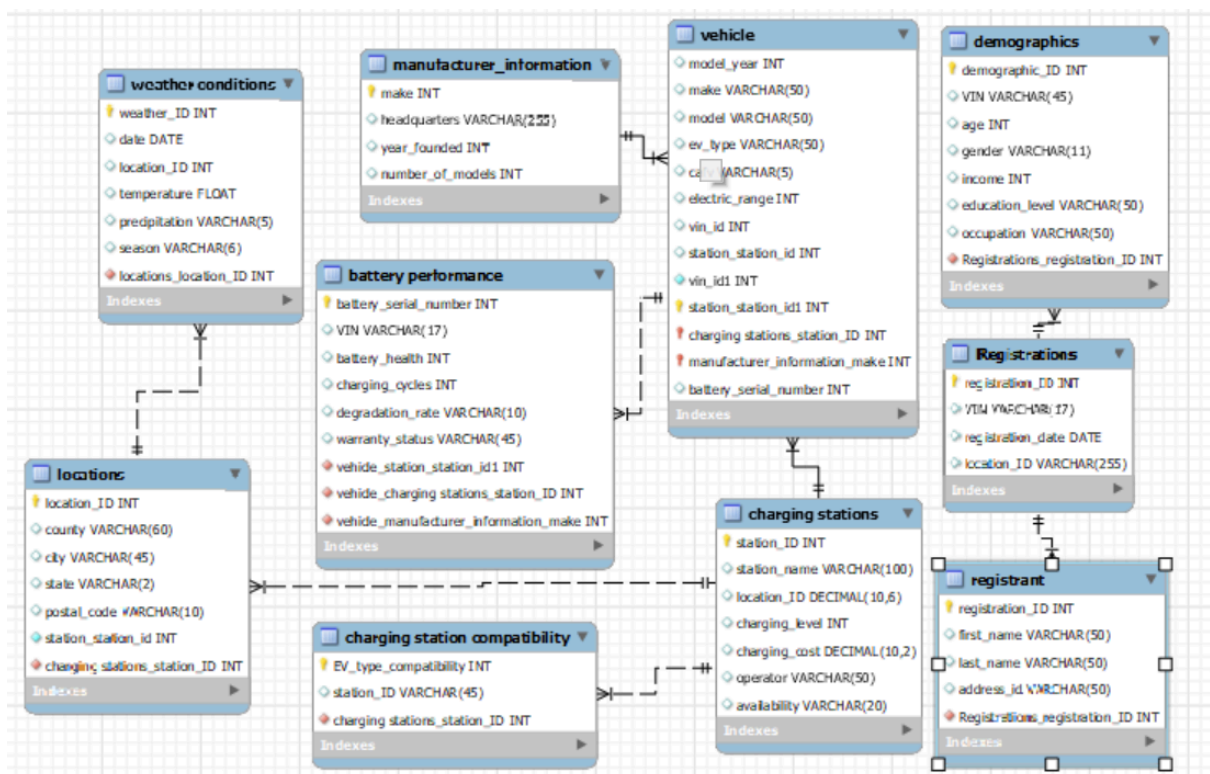 weather conditions
weather_ID INT
date DATE
location_ID INT
temperature FLOAT
precipitation VARCHAR(5)
season VARCHAR(6)
locations_location_ID INT
Indexes
manufacturer_information
make INT
headquarters VARCHAR(255)
year_founded INT
number_of_models INT
Indexes
vehicle
model_year INT
make VARCHAR(50)
model VARCHAR(50)
ev_type VARCHAR(50)
VARCHAR(5)
electric_range INT
vin_id INT
station_station_id INT
vin_id1 INT
station_station_id1 INT
charging stations_station_ID INT
manufacturer_information_make INT
battery_serial_number INT
Indexes
demographics
demographic_ID INT
VIN VARCHAR(45)
age INT
gender VARCHAR(11)
income INT
education_level VARCHAR(50)
occupation VARCHAR(50)
Registrations_registration_ID INT
Indexes
battery performance
battery_serial_number INT
VIN VARCHAR(17)
battery_health INT
charging_cycles INT
degradation_rate VARCHAR(10)
warranty_status VARCHAR(45)
vehicle_station_station_id1 INT
vehicle_charging stations_station_ID INT
vehicle_manufacturer_information_make INT
Indexes
Registrations
registration_ID INT
VIN VARCHAR(17)
registration_date DATE
location_ID VARCHAR(255)
Indexes
locations
location_ID INT
county VARCHAR(60)
city VARCHAR(45)
state VARCHAR(2)
postal_code VARCHAR(10)
station_station_id INT
charging stations_station_ID INT
Indexes
charging stations
station_ID INT
station_name VARCHAR(100)
location_ID DECIMAL(10,6)
charging_level INT
charging_cost DECIMAL(10,2)
operator VARCHAR(50)
availability VARCHAR(20)
Indexes
charging station compatibility
EV_type_compatibility INT
station_ID VARCHAR(45)
charging stations_station_ID INT
Indexes
registrant
registration_ID INT
first_name VARCHAR(50)
last_name VARCHAR(50)
address_id VARCHAR(50)
Registrations_registration_ID INT
Indexes